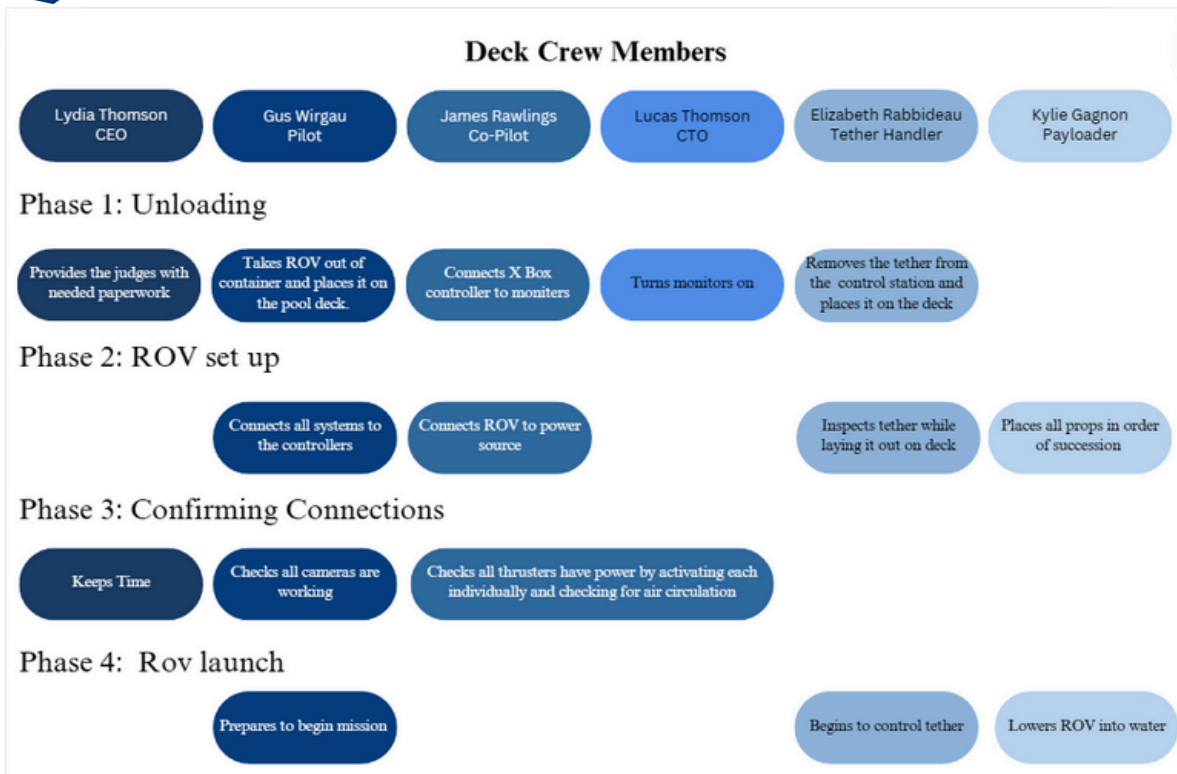 Deck Crew Members
Lydia Thomson
CEO
Gus Wirgau
Pilot
James Rawlings
Co-Pilot
Lucas Thomson
CTO
Elizabeth Rabbideau
Tether Handler
Kylie Gagnon
Payloader
Phase 1: Unloading
Provides the judges with
needed paperwork
Takes ROV out of
container and places it on
the pool deck.
Connects X Box
controller to moniters
Turns monitors on
Removes the tether from
the control station and
places it on the deck
Phase 2: ROV set up
Connects all systems to
the controllers
Connects ROV to power
source
Inspects tether while
laying it out on deck
Places all props in order
of succession
Phase 3: Confirming Connections
Keeps Time
Checks all cameras are
working
Checks all thrusters have power by activating each
individually and checking for air circulation
Phase 4: Rov launch
Prepares to begin mission
Begins to control tether
Lowers ROV into water